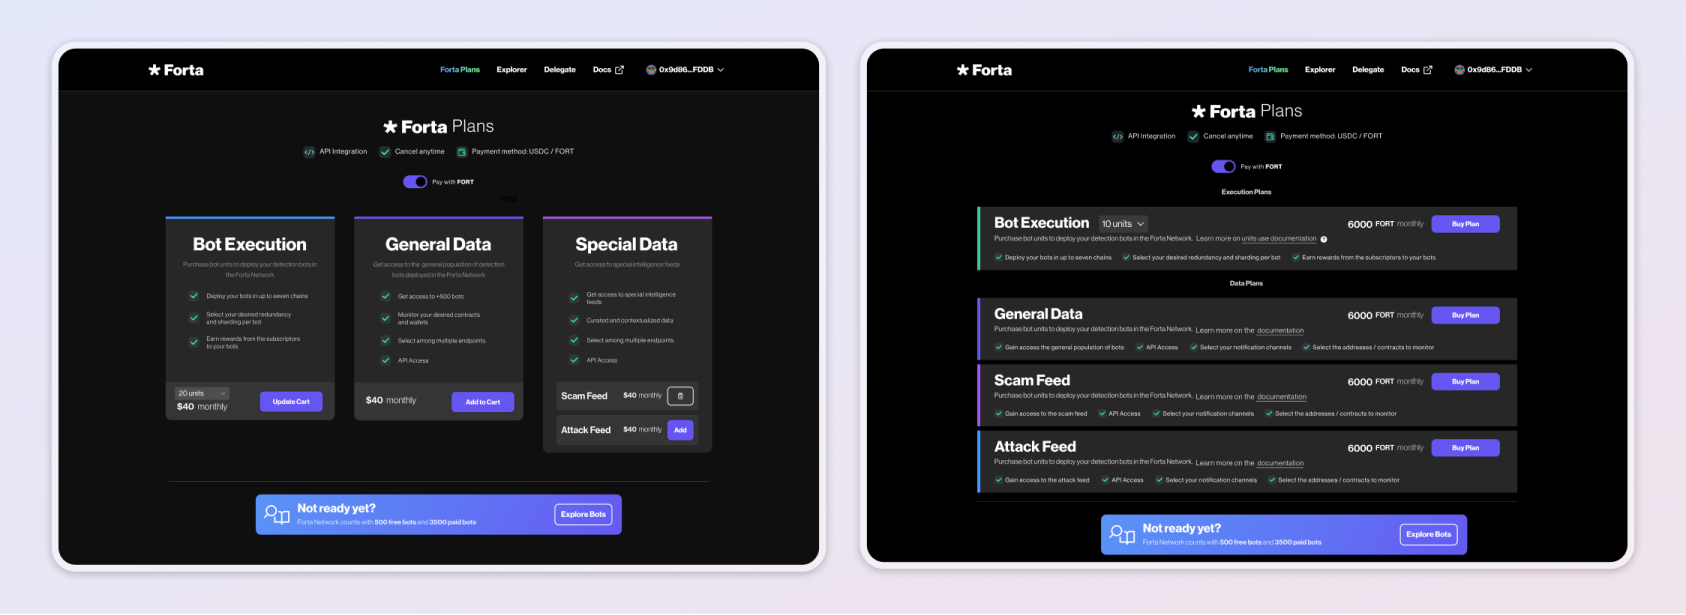 Forta
Forta Plans
Explorer
Delegate
Docs
0x9d86...FDDB
Forta Plans
API Integration
Cancel anytime
Payment method: USDC / FORT
Pay with FORT
Bot Execution
Purchase bot units to deploy your detection bots in
the Forta Network
Deploy your bots in up to seven chains
Select your desired redundancy
and sharding per bot
Earn rewards from the subscriptors
to your bots
20 units
$40 monthly
Update Cart
General Data
Get access to the general population of detection
bots deployed in the Forta Network
Get access to +500 bots
Monitor your desired contracts
and wallets
Select among multiple endpoints
API Access
$40 monthly
Add to Cart
Special Data
Get access to special intelligence feeds
Get access to special intelligence
feeds
Curated and contextualized data
Select among multiple endpoints
API Access
Scam Feed
$40 monthly
Attack Feed
$40 monthly
Add
Not ready yet?
Forta Network counts with 500 free bots and 3500 paid bots
Explore Bots
Forta
Forta Plans
Explorer
Delegate
Docs
0x9d86...FDDB
Forta Plans
API Integration
Cancel anytime
Payment method: USDC / FORT
Pay with FORT
Execution Plans
Bot Execution
10 units
6000 FORT monthly
Buy Plan
Purchase bot units to deploy your detection bots in the Forta Network. Learn more on units use documentation ?
Deploy your bots in up to seven chains
Select your desired redundancy and sharding per bot
Earn rewards from the subscriptors to your bots
Data Plans
General Data
6000 FORT monthly
Buy Plan
Purchase bot units to deploy your detection bots in the Forta Network. Learn more on the documentation
Gain access the general population of bots
API Access
Select your notification channels
Select the addresses / contracts to monitor
Scam Feed
6000 FORT monthly
Buy Plan
Purchase bot units to deploy your detection bots in the Forta Network. Learn more on the documentation
Gain access to the scam feed
API Access
Select your notification channels
Select the addresses / contracts to monitor
Attack Feed
6000 FORT monthly
Buy Plan
Purchase bot units to deploy your detection bots in the Forta Network. Learn more on the documentation
Gain access to the attack feed
API Access
Select your notification channels
Select the addresses / contracts to monitor
Not ready yet?
Forta Network counts with 500 free bots and 3500 paid bots
Explore Bots